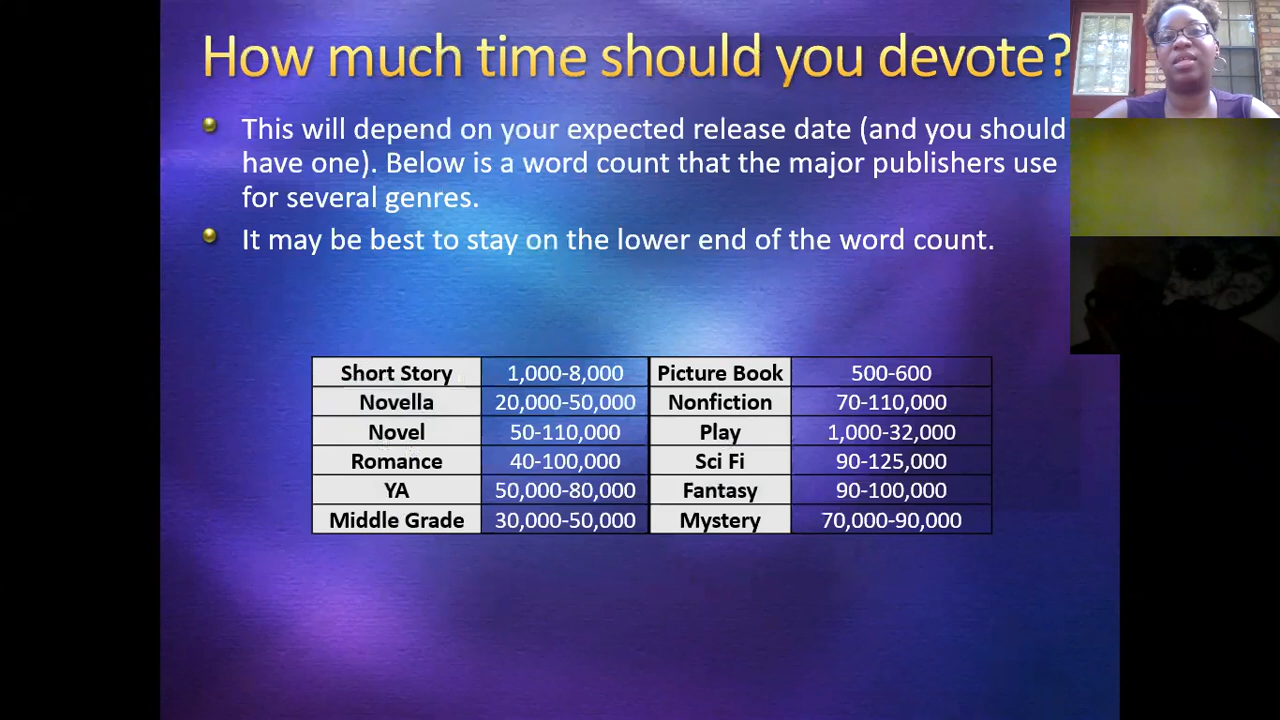 How much time should you devote?
This will depend on your expected release date (and you should
have one). Below is a word count that the major publishers use
for several genres.
It may be best to stay on the lower end of the word count.
Short Story 1,000-8,000 Picture Book 500-600
Novella 20,000-50,000 Nonfiction 70-110,000
Novel 50-110,000 Play 1,000-32,000
Romance 40-100,000 Sci Fi 90-125,000
YA 50,000-80,000 Fantasy 90-100,000
Middle Grade 30,000-50,000 Mystery 70,000-90,000